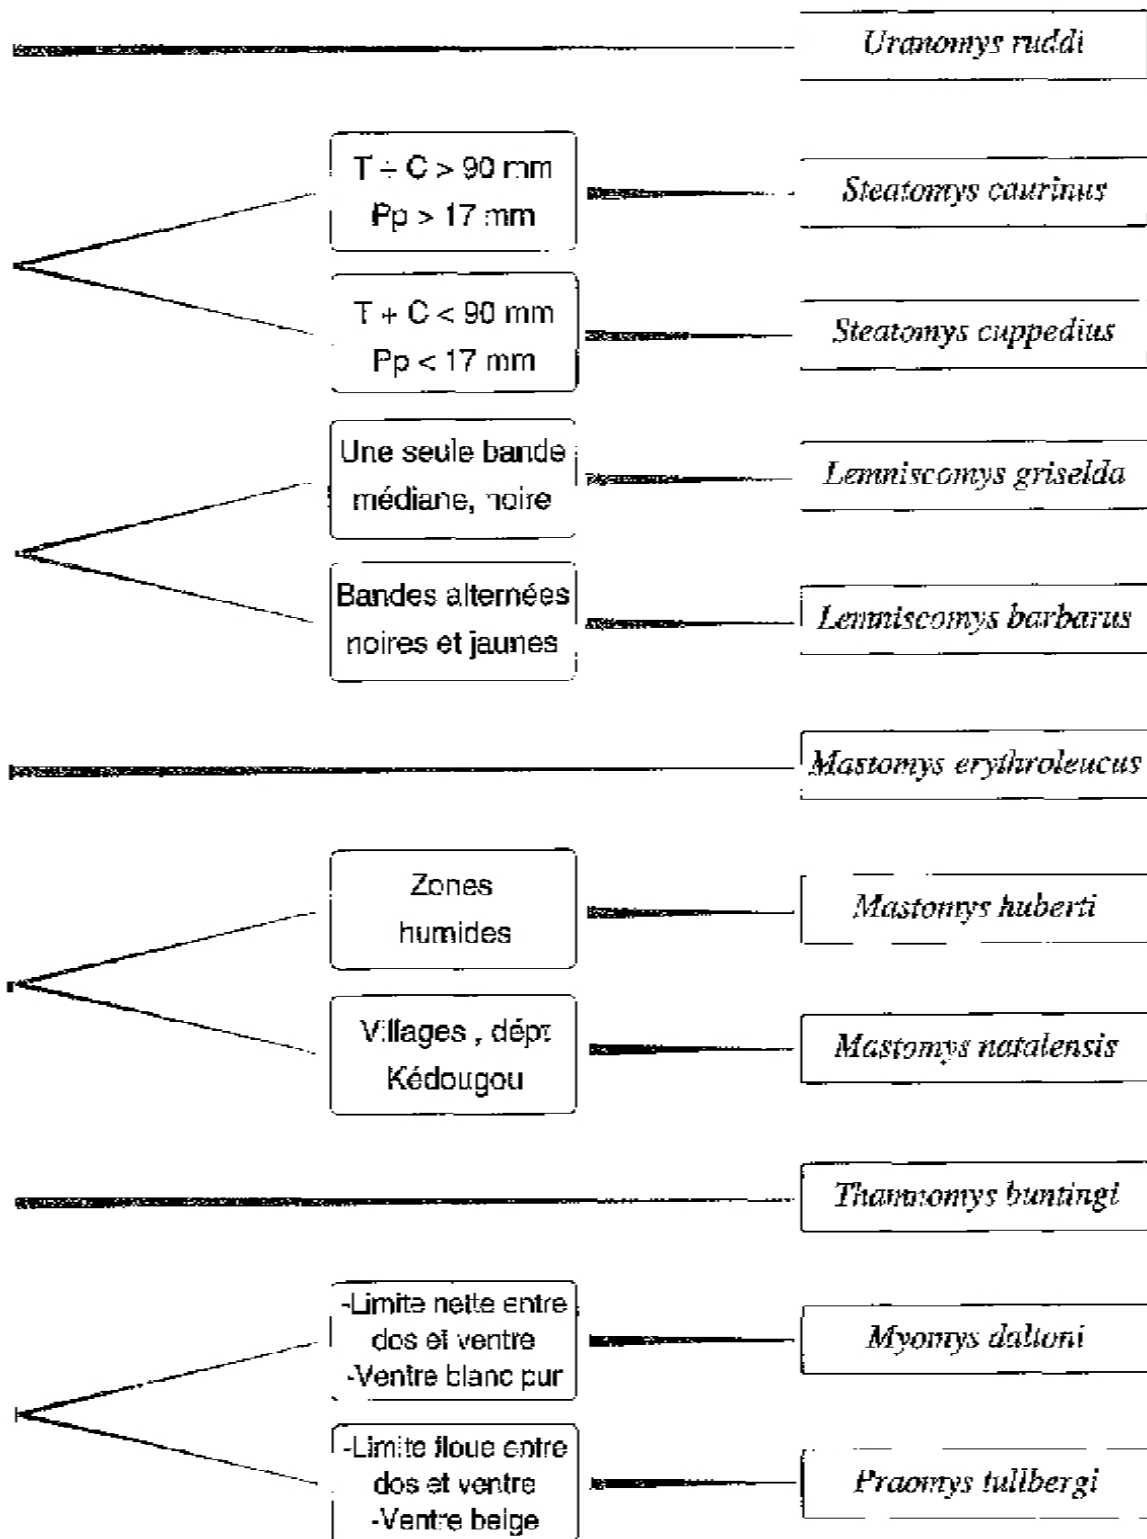 Uranomys ruddi
T + C > 90 mm
Pp > 17 mm
Steatomys caurinus
T + C < 90 mm
Pp < 17 mm
Steatomys cuppedius
Une seule bande
médiane, noire
Lemniscomys griselda
Bandes alternées
noires et jaunes
Lemniscomys barbarus
Mastomys erythroleucus
Zones
humides
Mastomys huberti
Villages , dépt
Kédougou
Mastomys natalensis
Thamnomys buntingi
-Limite nette entre
dos et ventre
-Ventre blanc pur
Myomys daltoni
-Limite floue entre
dos et ventre
-Ventre beige
Praomys tullbergi